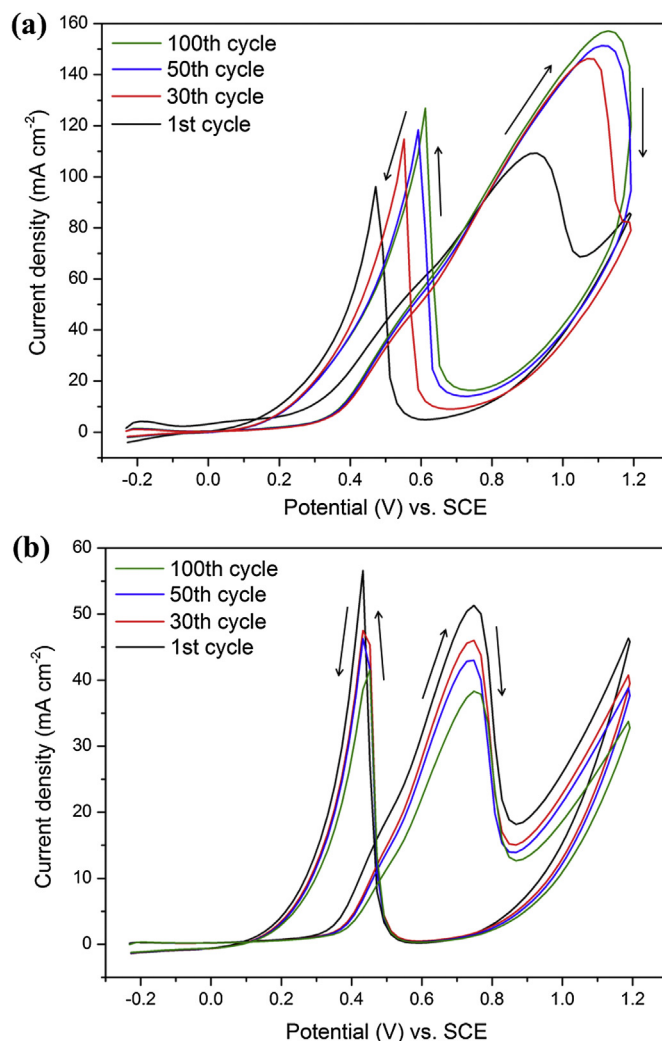 (a)
160
140
120
100
80
60
40
20
0
100th cycle
50th cycle
30th cycle
1st cycle
Current density (mA cm⁻²)
-0.2 0.0 0.2 0.4 0.6 0.8 1.0 1.2
Potential (V) vs. SCE
(b)
60
50
40
30
20
10
0
100th cycle
50th cycle
30th cycle
1st cycle
Current density (mA cm⁻²)
-0.2 0.0 0.2 0.4 0.6 0.8 1.0 1.2
Potential (V) vs. SCE